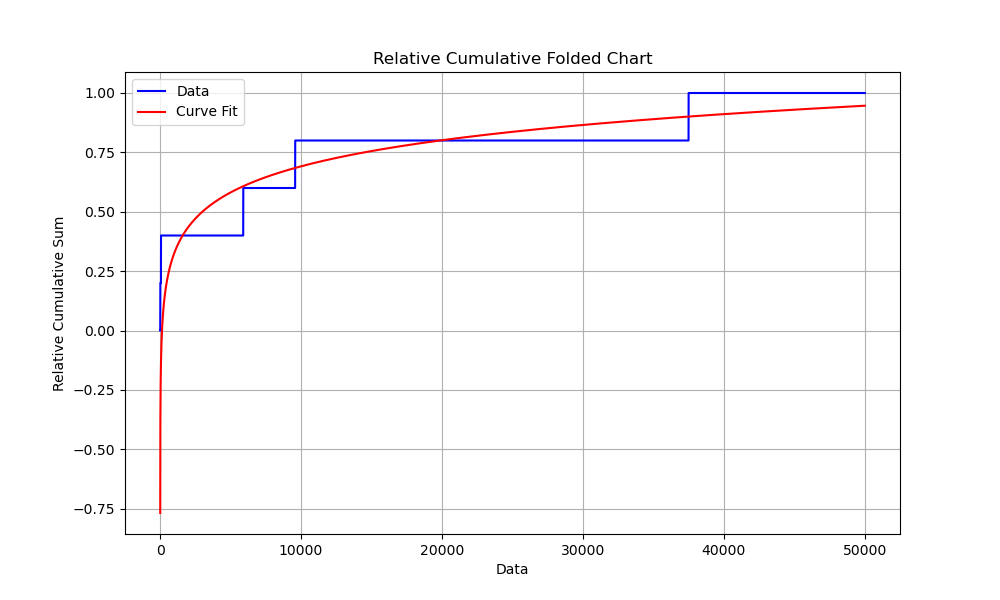 Relative Cumulative Folded Chart
Data
Curve Fit
Relative Cumulative Sum
1.00
0.75
0.50
0.25
0.00
−0.25
−0.50
−0.75
0
10000
20000
30000
40000
50000
Data